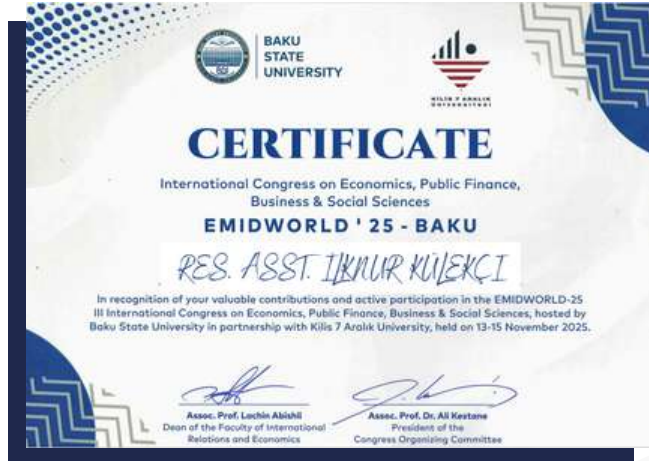 BAKU
STATE
UNIVERSITY
KİLİS 7 ARALIK
ÜNİVERSİTESİ
CERTIFICATE
International Congress on Economics, Public Finance,
Business & Social Sciences
EMIDWORLD ' 25 - BAKU
RES. ASST. ILKNUR KÜLEKÇI
In recognition of your valuable contributions and active participation in the EMIDWORLD-25
III International Congress on Economics, Public Finance, Business & Social Sciences, hosted by
Baku State University in partnership with Kilis 7 Aralık University, held on 13-15 November 2025.
Assoc. Prof. Lachin Abishli
Dean of the Faculty of International
Relations and Economics
Assoc. Prof. Dr. Ali Kestane
President of the
Congress Organizing Committee